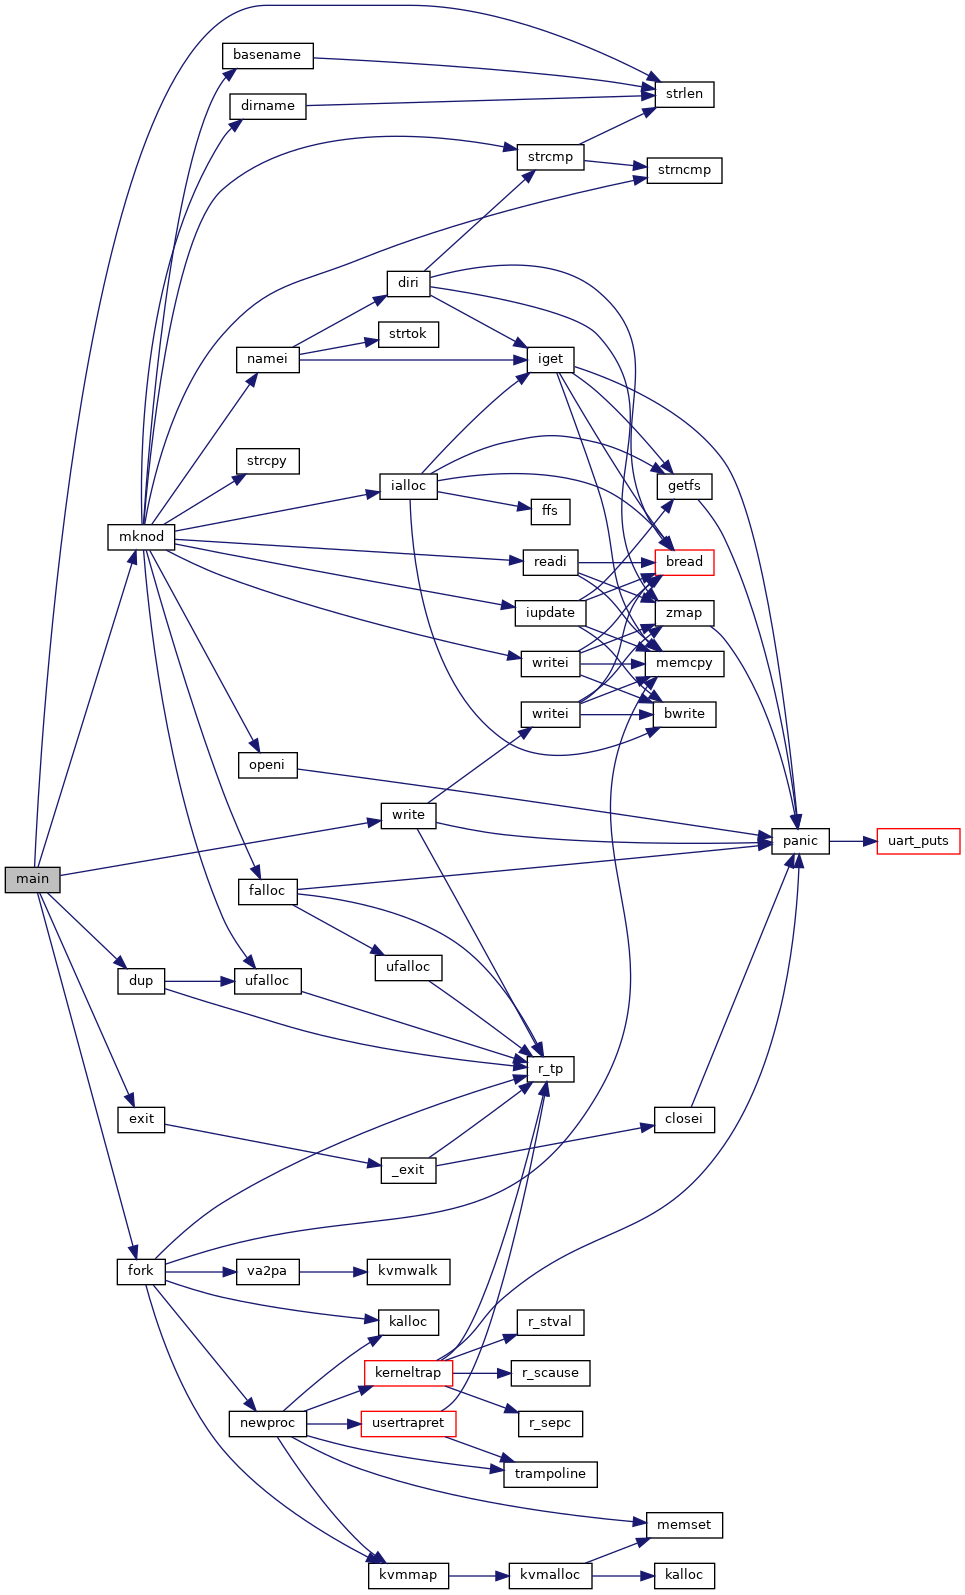 basename
strlen
dirname
strcmp
strncmp
diri
strtok
namei
iget
strcpy
ialloc
getfs
ffs
mknod
readi
bread
iupdate
zmap
writei
memcpy
writei
bwrite
openi
write
panic
uart_puts
main
falloc
ufalloc
dup
ufalloc
r_tp
exit
closei
_exit
fork
va2pa
kvmwalk
kalloc
r_stval
kerneltrap
r_scause
newproc
usertrapret
r_sepc
trampoline
memset
kvmmap
kvmalloc
kalloc